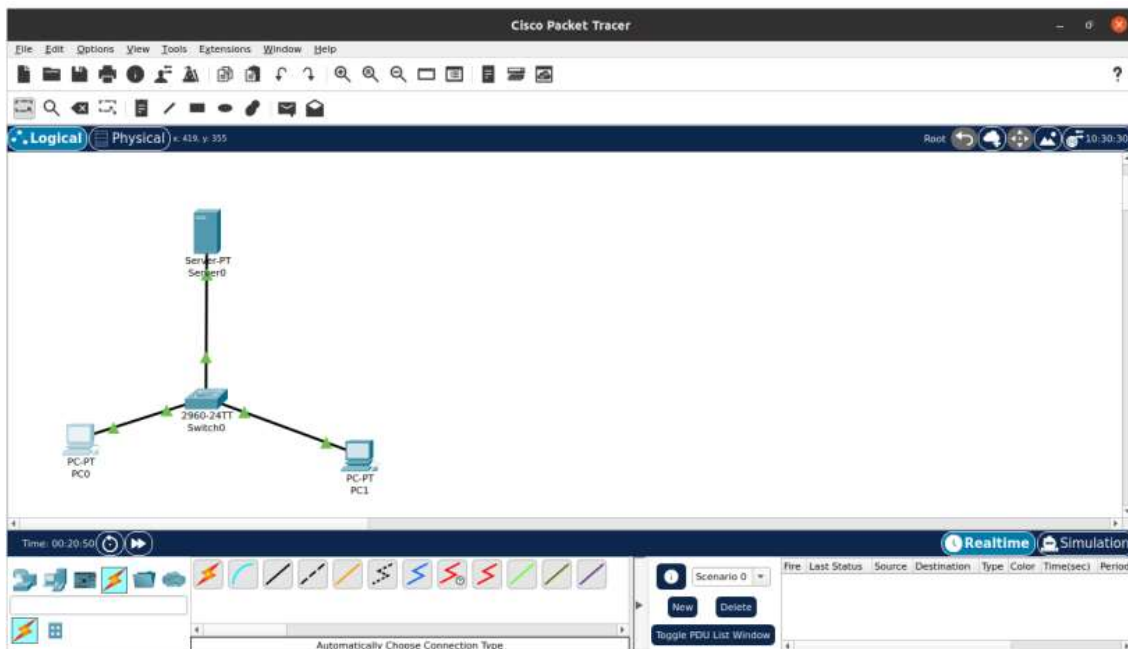 Cisco Packet Tracer
File Edit Options View Tools Extensions Window Help
?
Logical Physical x: 419, y: 355 Root 10:30:30
Server-PT
Server0
2960-24TT
Switch0
PC-PT
PC0
PC-PT
PC1
Time: 00:20:50 Realtime Simulation
Scenario 0 Fire Last Status Source Destination Type Color Time(sec) Period
New Delete
Toggle PDU List Window
Automatically Choose Connection Type